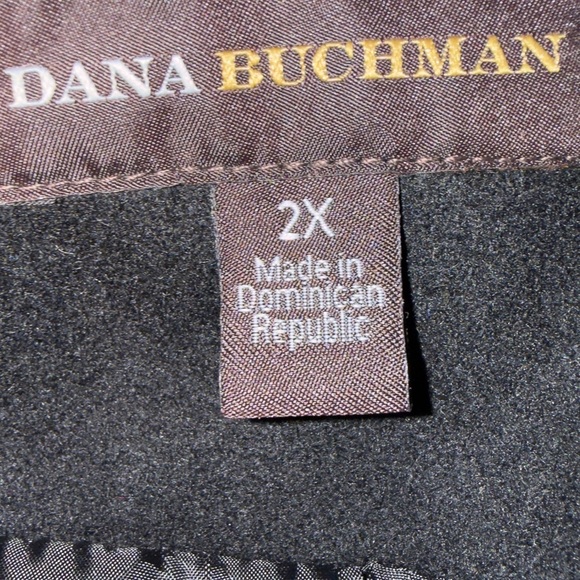 DANA BUCHMAN
2X
Made in
Dominican
Republic